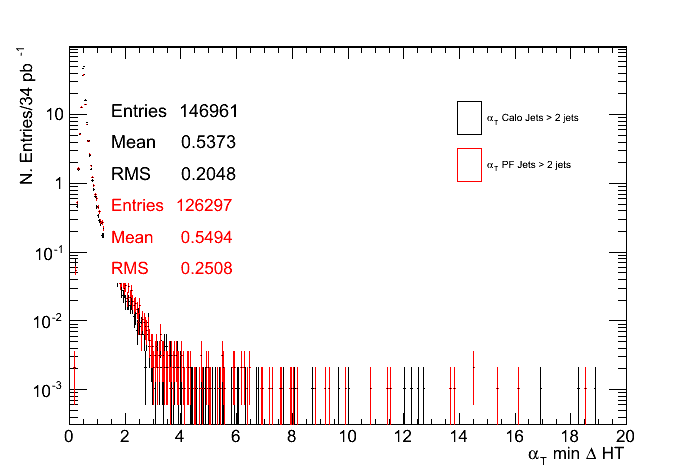 N. Entries/34 pb⁻¹
10
1
10⁻¹
10⁻²
10⁻³
Entries 146961
Mean 0.5373
RMS 0.2048
Entries 126297
Mean 0.5494
RMS 0.2508
α_T Calo Jets > 2 jets
α_T PF Jets > 2 jets
0 2 4 6 8 10 12 14 16 18 20
α_T min Δ HT